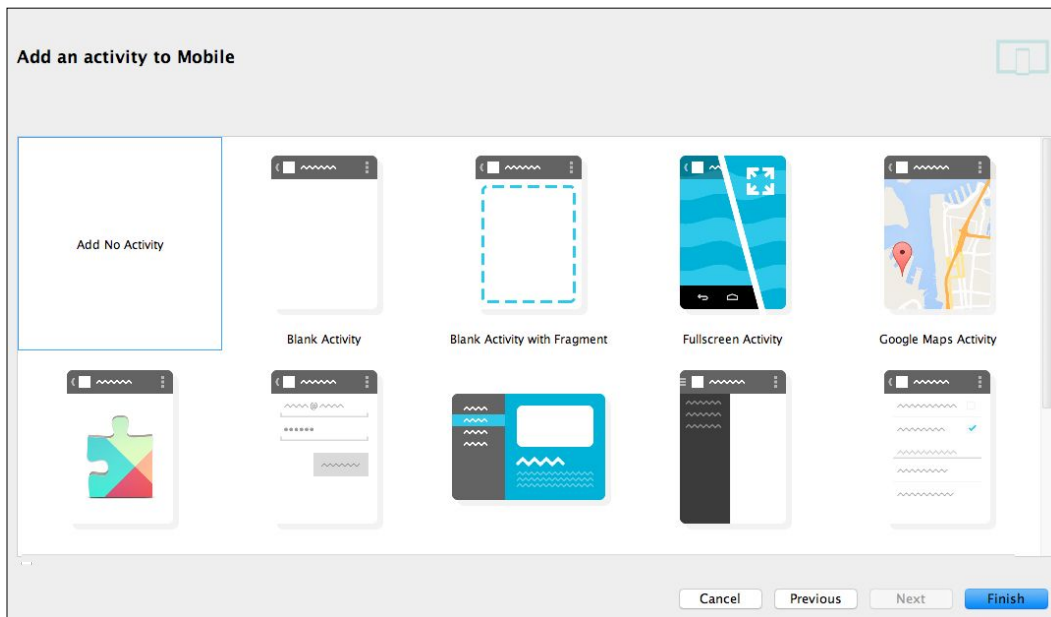 Add an activity to Mobile
Add No Activity
Blank Activity
Blank Activity with Fragment
Fullscreen Activity
Google Maps Activity
Cancel
Previous
Next
Finish